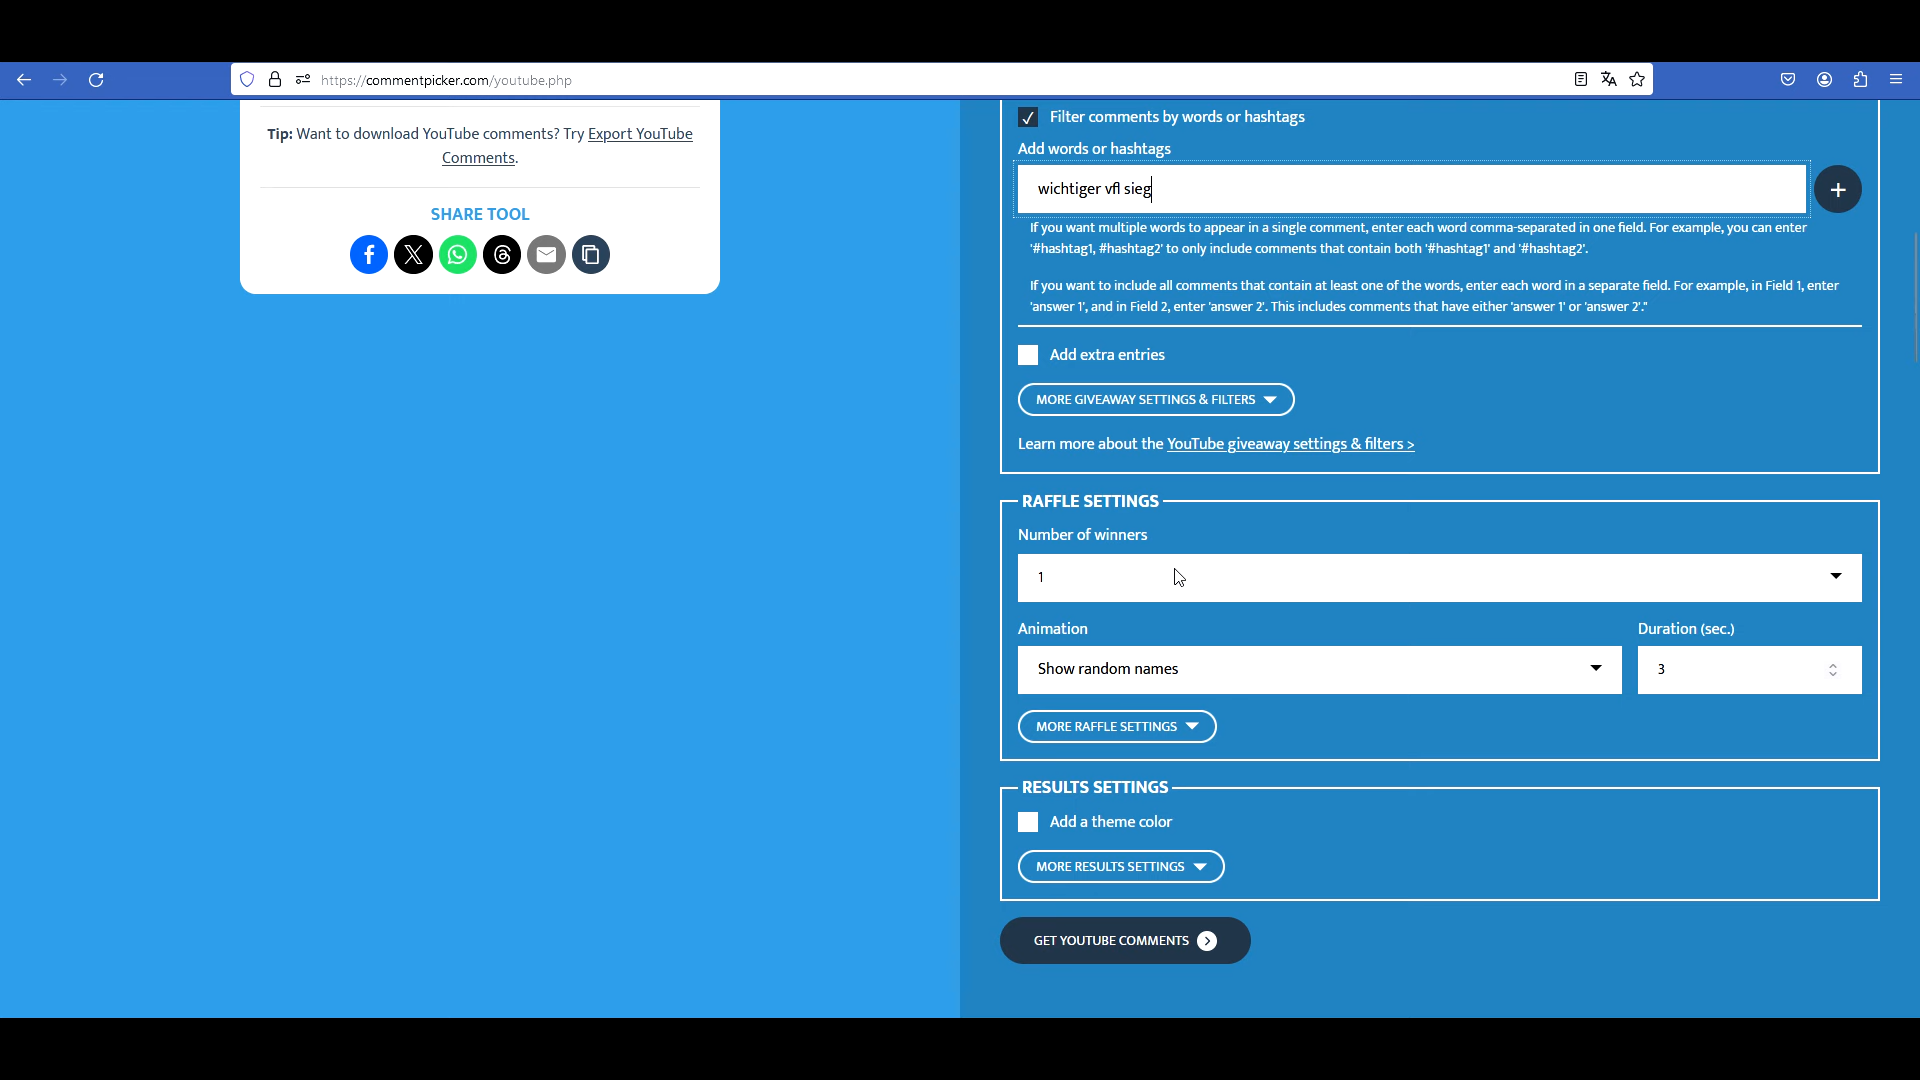 https://commentpicker.com/youtube.php
Tip: Want to download YouTube comments? Try Export YouTube
Comments.
SHARE TOOL
Filter comments by words or hashtags
Add words or hashtags
wichtiger vfl sieg
If you want multiple words to appear in a single comment, enter each word comma-separated in one field. For example, you can enter
'#hashtag1, #hashtag2' to only include comments that contain both '#hashtag1' and '#hashtag2'.
If you want to include all comments that contain at least one of the words, enter each word in a separate field. For example, in Field 1, enter
'answer 1', and in Field 2, enter 'answer 2'. This includes comments that have either 'answer 1' or 'answer 2'."
Add extra entries
MORE GIVEAWAY SETTINGS & FILTERS
Learn more about the YouTube giveaway settings & filters >
RAFFLE SETTINGS
Number of winners
1
Animation
Duration (sec.)
Show random names
3
MORE RAFFLE SETTINGS
RESULTS SETTINGS
Add a theme color
MORE RESULTS SETTINGS
GET YOUTUBE COMMENTS